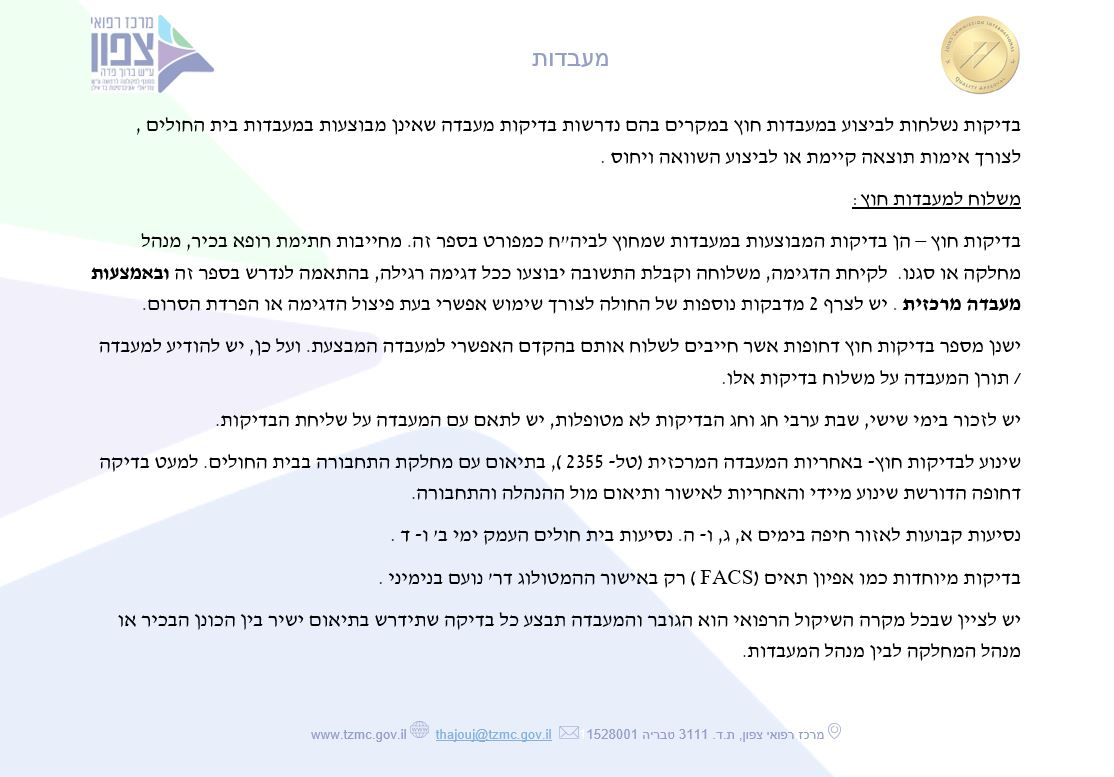 מרכז רפואי
צפון
ע״ש ברוך פדה
מעבדות
JOINT COMMISSION INTERNATIONAL
QUALITY APPROVAL
בדיקות נשלחות לביצוע במעבדות חוץ במקרים בהם נדרשות בדיקות מעבדה שאינן מבוצעות במעבדות בית החולים ,
לצורך אימות תוצאה קיימת או לביצוע השוואה ויחוס .
משלוח למעבדות חוץ :
בדיקות חוץ – הן בדיקות המבוצעות במעבדות שמחוץ לביה״ח כמפורט בספר זה. מחייבות חתימת רופא בכיר, מנהל
מחלקה או סגנו. לקיחת הדגימה, משלוחה וקבלת התשובה יבוצעו ככל דגימה רגילה, בהתאמה לנדרש בספר זה ובאמצעות
מעבדה מרכזית . יש לצרף 2 מדבקות נוספות של החולה לצורך שימוש אפשרי בעת פיצול הדגימה או הפרדת הסרום.
ישנן מספר בדיקות חוץ דחופות אשר חייבים לשלוח אותם בהקדם האפשרי למעבדה המבצעת. ועל כן, יש להודיע למעבדה
/ תורן המעבדה על משלוח בדיקות אלו.
יש לזכור בימי שישי, שבת ערבי חג וחג הבדיקות לא מטופלות, יש לתאם עם המעבדה על שליחת הבדיקות.
שינוע לבדיקות חוץ- באחריות המעבדה המרכזית (טל- 2355 ), בתיאום עם מחלקת התחבורה בבית החולים. למעט בדיקה
דחופה הדורשת שינוע מיידי והאחריות לאישור ותיאום מול ההנהלה והתחבורה.
נסיעות קבועות לאזור חיפה בימים א, ג, ו- ה. נסיעות בית חולים העמק ימי ב׳ ו- ד .
בדיקות מיוחדות כמו אפיון תאים (FACS ) רק באישור ההמטולוג דר׳ נועם בנימיני .
יש לציין שבכל מקרה השיקול הרפואי הוא הגובר והמעבדה תבצע כל בדיקה שתידרש בתיאום ישיר בין הכונן הבכיר או
מנהל המחלקה לבין מנהל המעבדות.
מרכז רפואי צפון, ת.ד. 3111 טבריה 1528001 thajouj@tzmc.gov.il www.tzmc.gov.il